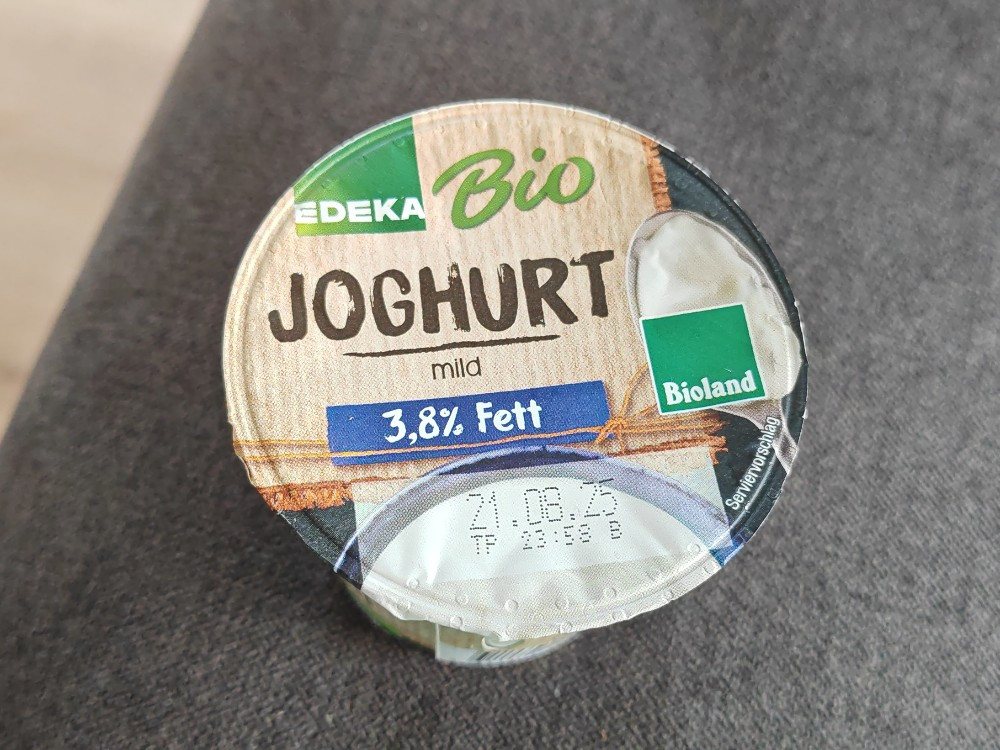 EDEKA Bio
JOGHURT
mild
3,8% Fett
Bioland
Serviervorschlag
21.08.25
TP 23:58 B